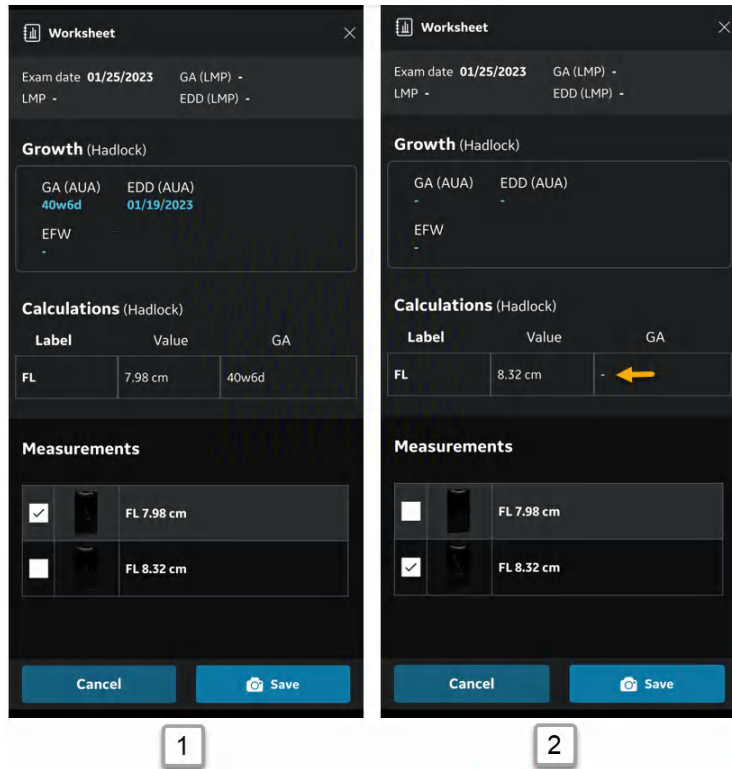 Worksheet
Exam date 01/25/2023 GA (LMP) -
LMP - EDD (LMP) -
Growth (Hadlock)
GA (AUA) EDD (AUA)
40w6d 01/19/2023
EFW
-
Calculations (Hadlock)
Label Value GA
FL 7.98 cm 40w6d
Measurements
FL 7.98 cm
FL 8.32 cm
Cancel Save
1
Worksheet
Exam date 01/25/2023 GA (LMP) -
LMP - EDD (LMP) -
Growth (Hadlock)
GA (AUA) EDD (AUA)
- -
EFW
-
Calculations (Hadlock)
Label Value GA
FL 8.32 cm -
Measurements
FL 7.98 cm
FL 8.32 cm
Cancel Save
2